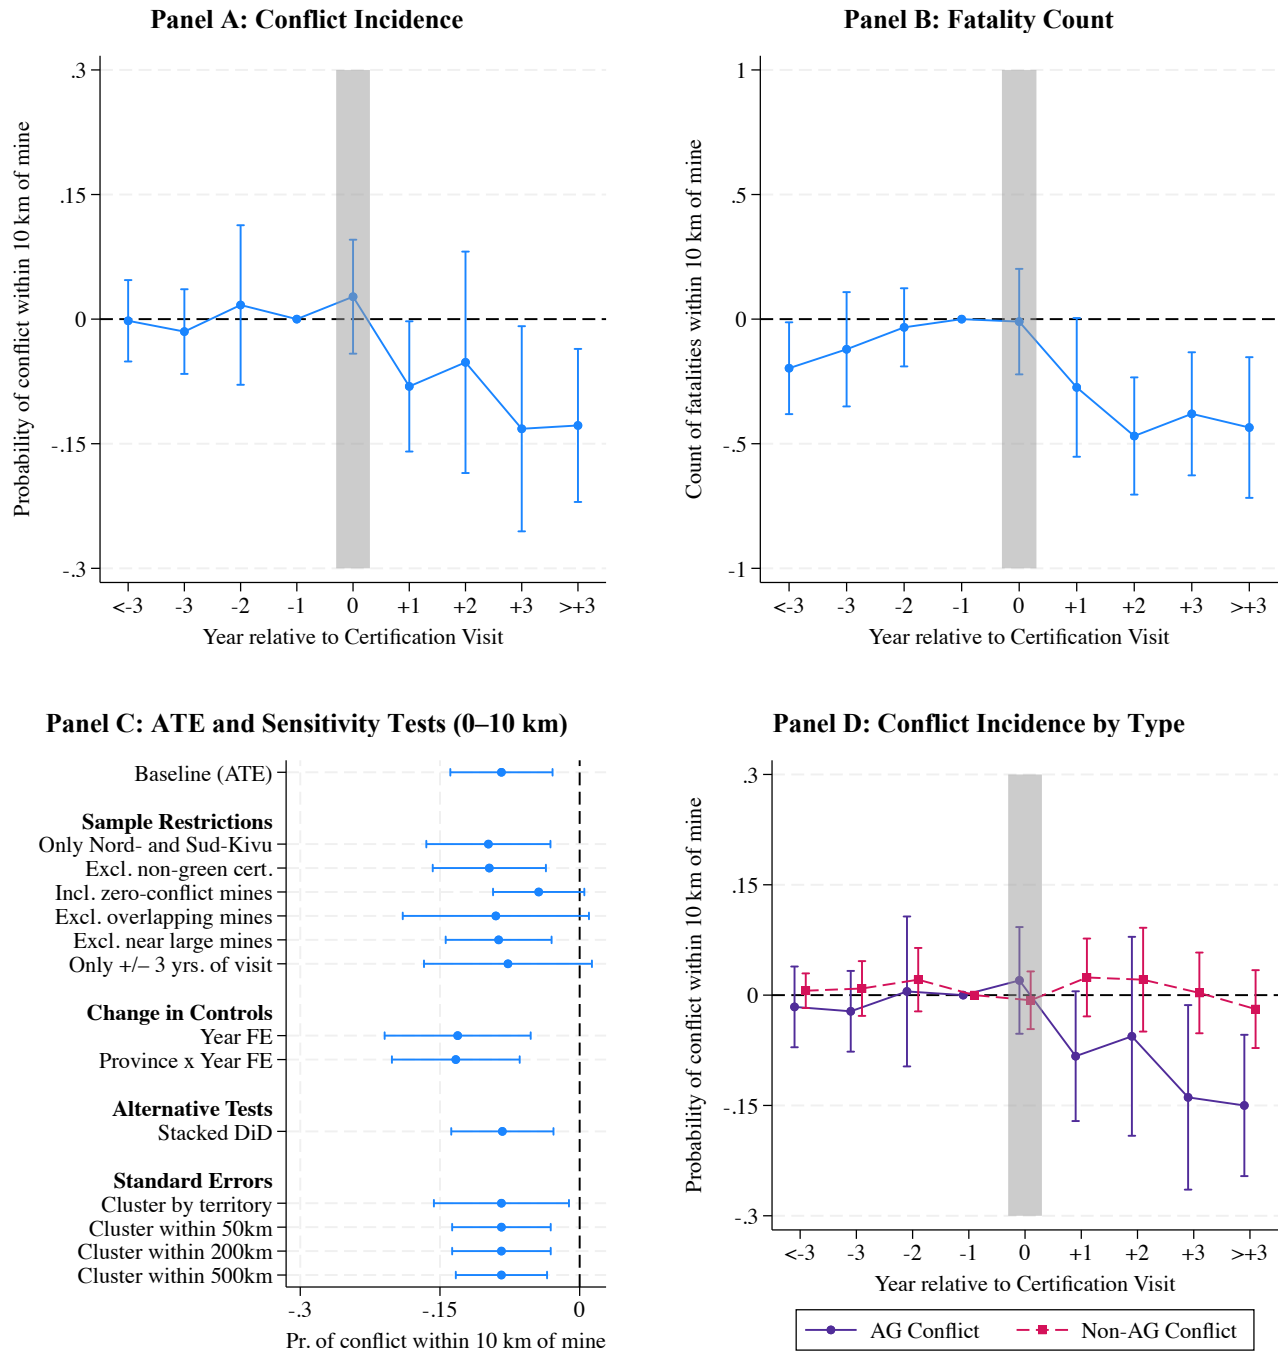 Panel A: Conflict Incidence
Probability of conflict within 10 km of mine
.3
.15
0
-.15
-.3
<-3 -3 -2 -1 0 +1 +2 +3 >+3
Year relative to Certification Visit
Panel B: Fatality Count
Count of fatalities within 10 km of mine
1
.5
0
-.5
-1
<-3 -3 -2 -1 0 +1 +2 +3 >+3
Year relative to Certification Visit
Panel C: ATE and Sensitivity Tests (0–10 km)
Baseline (ATE)
Sample Restrictions
Only Nord- and Sud-Kivu
Excl. non-green cert.
Incl. zero-conflict mines
Excl. overlapping mines
Excl. near large mines
Only +/– 3 yrs. of visit
Change in Controls
Year FE
Province x Year FE
Alternative Tests
Stacked DiD
Standard Errors
Cluster by territory
Cluster within 50km
Cluster within 200km
Cluster within 500km
-.3 -.15 0
Pr. of conflict within 10 km of mine
Panel D: Conflict Incidence by Type
Probability of conflict within 10 km of mine
.3
.15
0
-.15
-.3
<-3 -3 -2 -1 0 +1 +2 +3 >+3
Year relative to Certification Visit
AG Conflict Non-AG Conflict